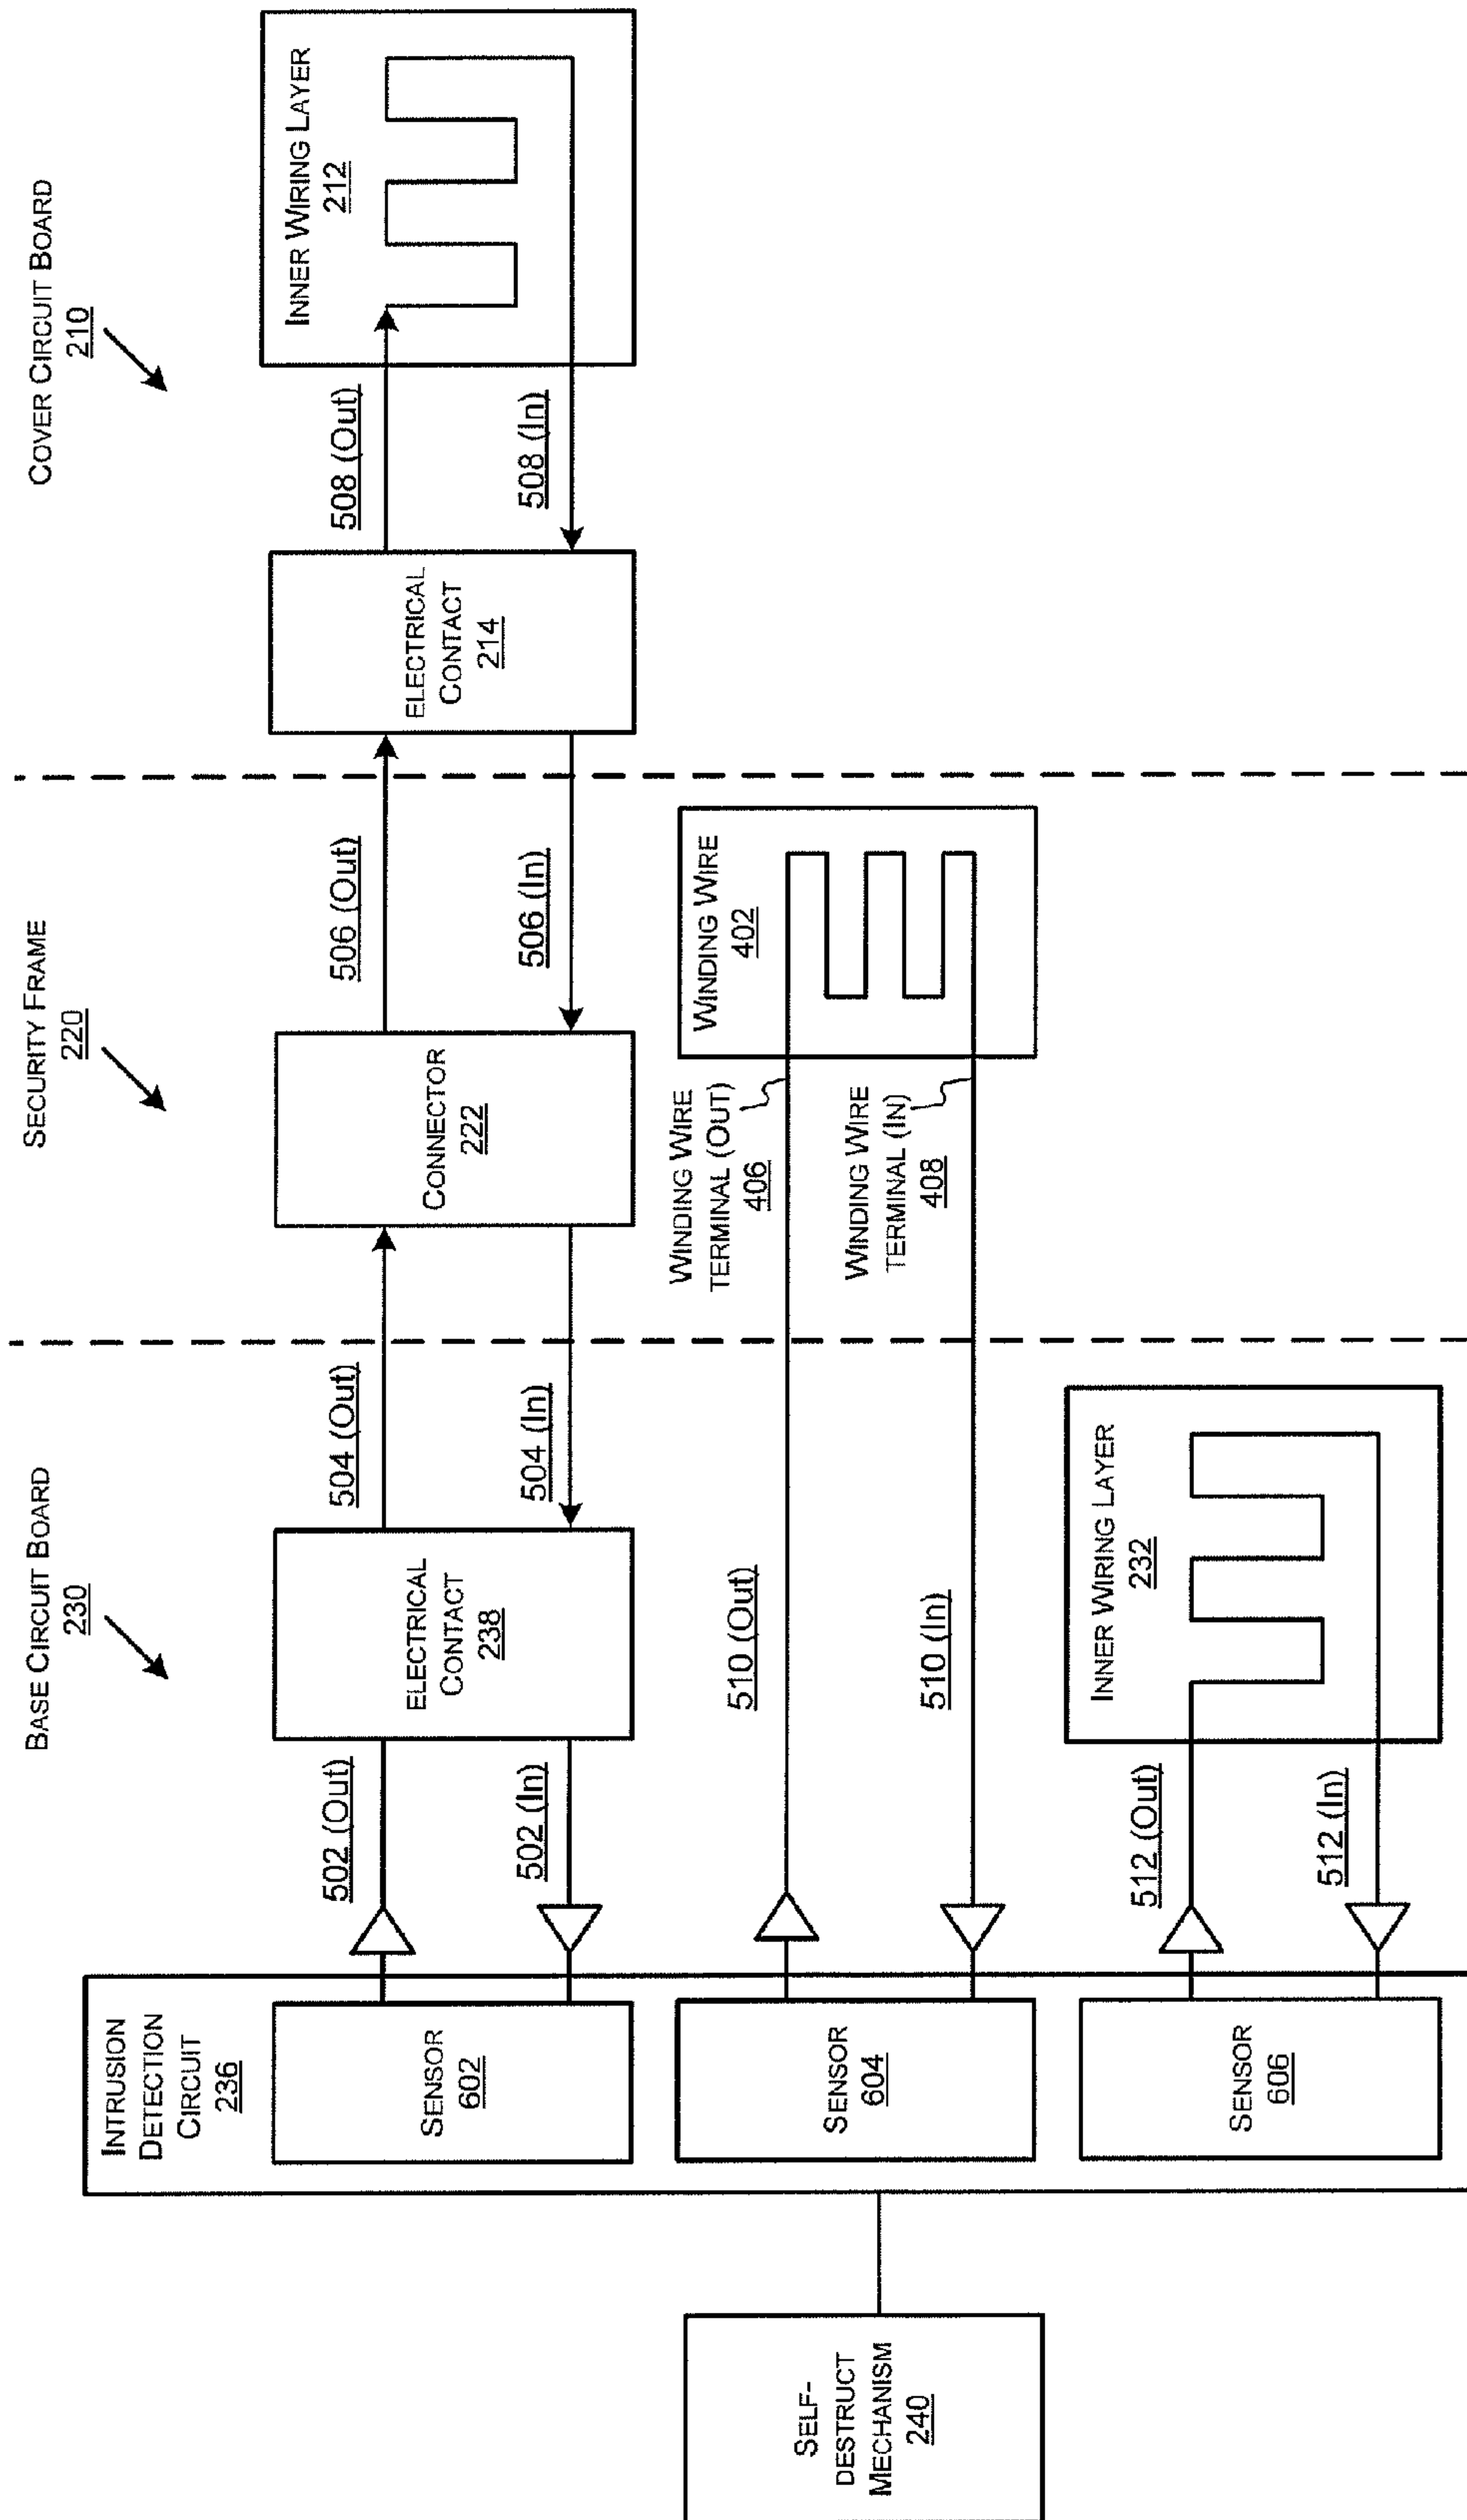 BASE CIRCUIT BOARD
230
SECURITY FRAME
220
COVER CIRCUIT BOARD
210
INTRUSION
DETECTION
CIRCUIT
236
SENSOR
602
502 (Out)
502 (In)
ELECTRICAL
CONTACT
238
504 (Out)
504 (In)
CONNECTOR
222
506 (Out)
506 (In)
ELECTRICAL
CONTACT
214
508 (Out)
508 (In)
INNER WIRING LAYER
212
SELF-
DESTRUCT
MECHANISM
240
SENSOR
604
510 (Out)
510 (In)
WINDING WIRE
TERMINAL (OUT)
406
WINDING WIRE
TERMINAL (IN)
408
WINDING WIRE
402
SENSOR
606
512 (Out)
512 (In)
INNER WIRING LAYER
232